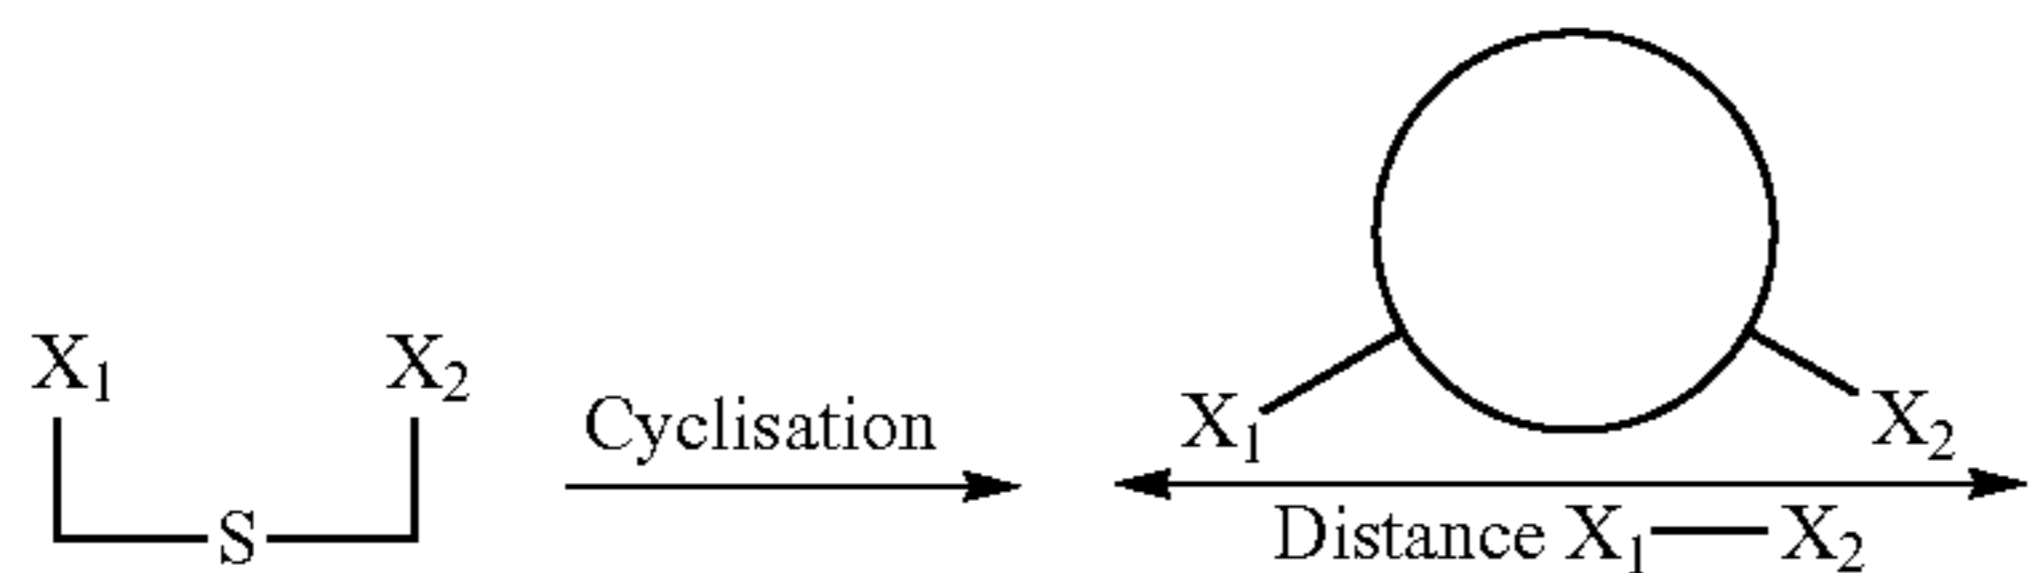 X₁ X₂
S
Cyclisation
X₁ X₂
Distance X₁—X₂